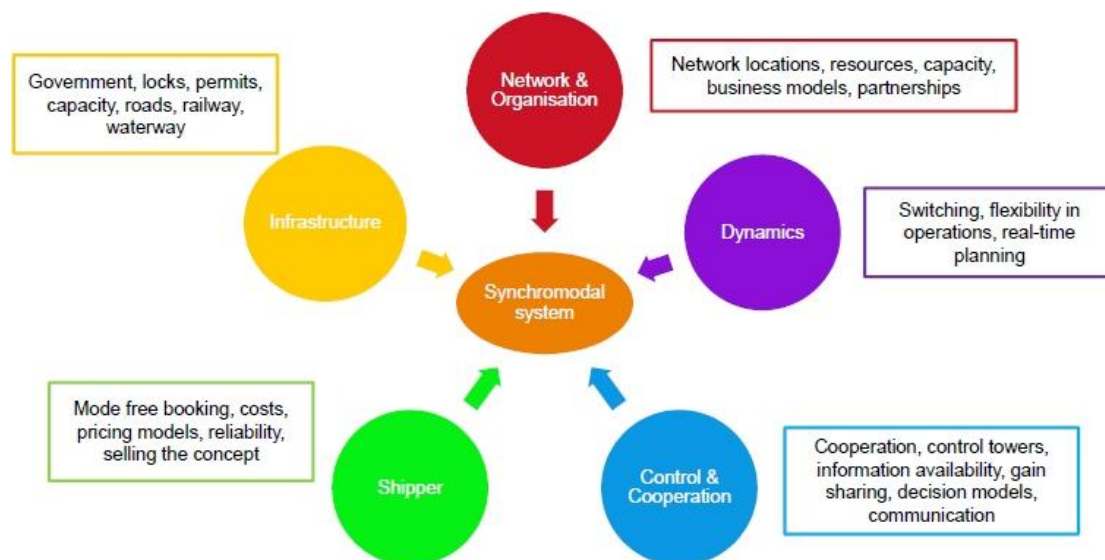 Network &
Organisation
Network locations, resources, capacity,
business models, partnerships
Government, locks, permits,
capacity, roads, railway,
waterway
Infrastructure
Dynamics
Switching, flexibility in
operations, real-time
planning
Synchromodal
system
Mode free booking, costs,
pricing models, reliability,
selling the concept
Shipper
Control &
Cooperation
Cooperation, control towers,
information availability, gain
sharing, decision models,
communication